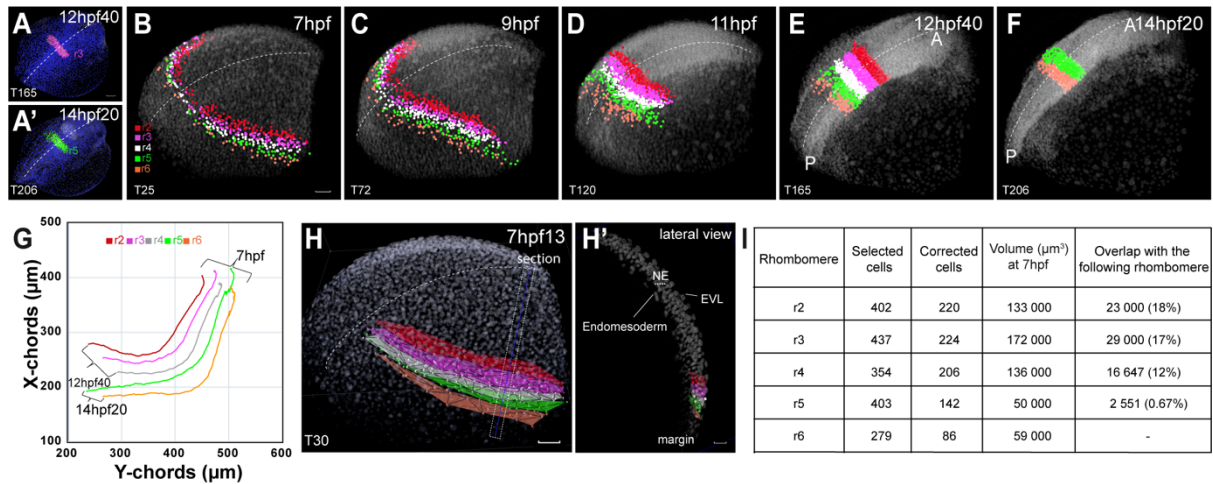 A
12hpf40
r3
T165
A'
14hpf20
r5
T206
B
7hpf
r2
r3
r4
r5
r6
T25
C
9hpf
T72
D
11hpf
T120
E
12hpf40
A
P
T165
F
A
14hpf20
P
T206
G
500
400
300
200
100
X-chords (µm)
r2 r3 r4 r5 r6
7hpf
12hpf40
14hpf20
200 300 400 500 600
Y-chords (µm)
H
7hpf13
section
T30
H'
lateral view
NE
EVL
Endomesoderm
margin
I
Rhombomere
Selected cells
Corrected cells
Volume (µm³) at 7hpf
Overlap with the following rhombomere
r2 402 220 133 000 23 000 (18%)
r3 437 224 172 000 29 000 (17%)
r4 354 206 136 000 16 647 (12%)
r5 403 142 50 000 2 551 (0.67%)
r6 279 86 59 000 -